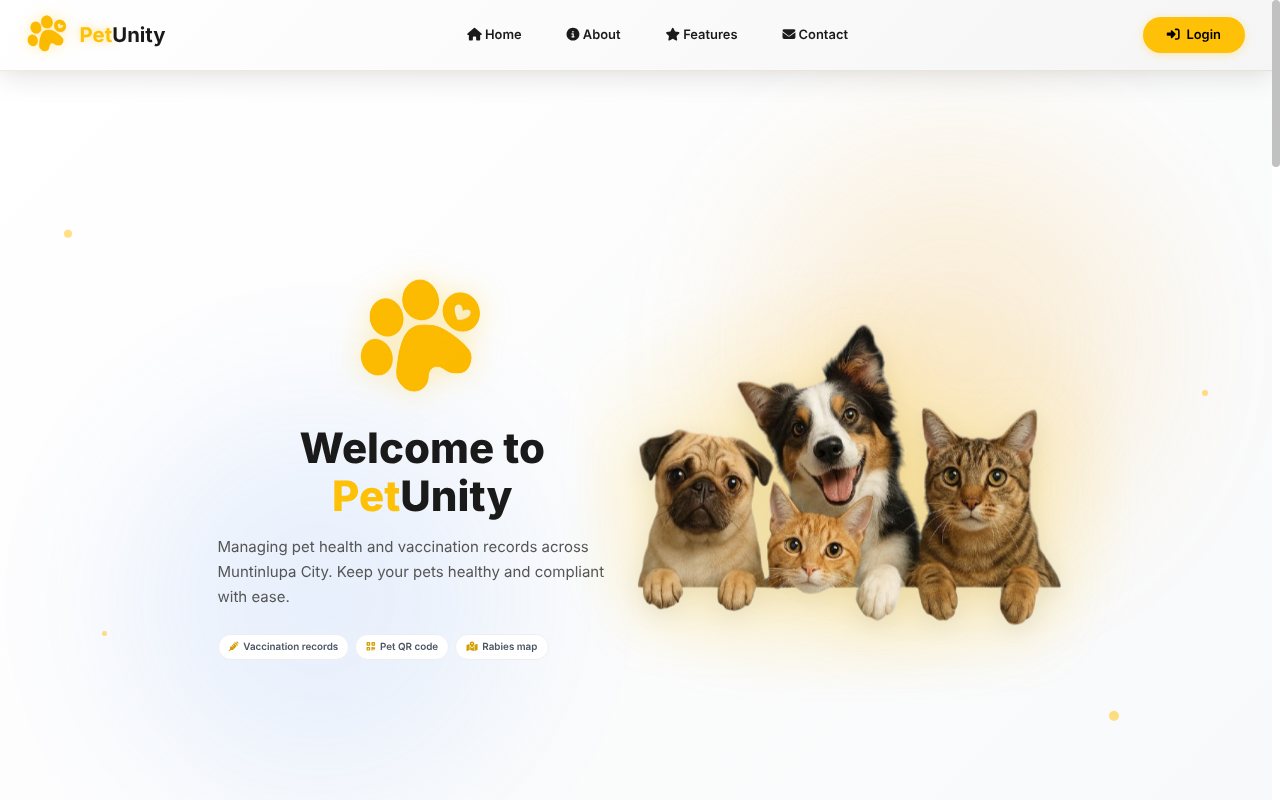 PetUnity
Home
About
Features
Contact
Login
Welcome to
PetUnity
Managing pet health and vaccination records across
Muntinlupa City. Keep your pets healthy and compliant
with ease.
Vaccination records
Pet QR code
Rabies map